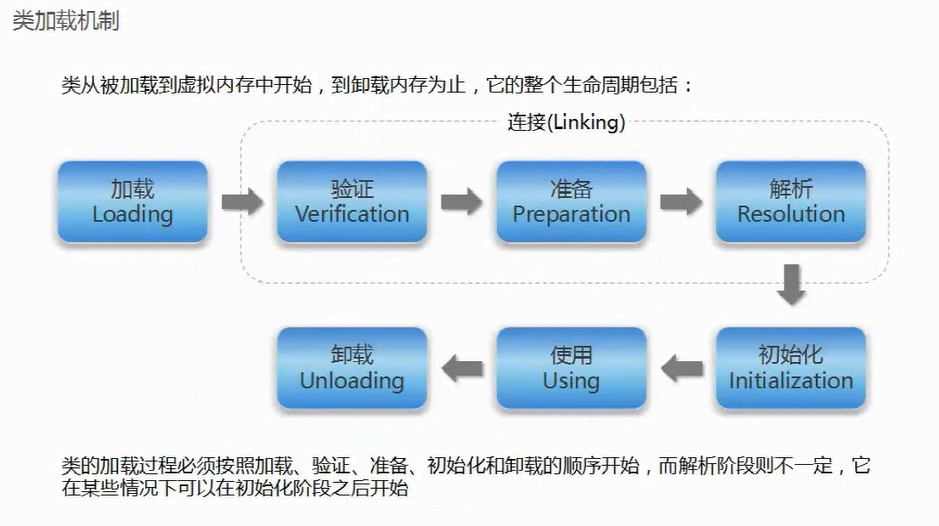 类加载机制
类从被加载到虚拟内存中开始，到卸载内存为止，它的整个生命周期包括：
连接(Linking)
加载
Loading
验证
Verification
准备
Preparation
解析
Resolution
卸载
Unloading
使用
Using
初始化
Initialization
类的加载过程必须按照加载、验证、准备、初始化和卸载的顺序开始，而解析阶段则不一定，它
在某些情况下可以在初始化阶段之后开始